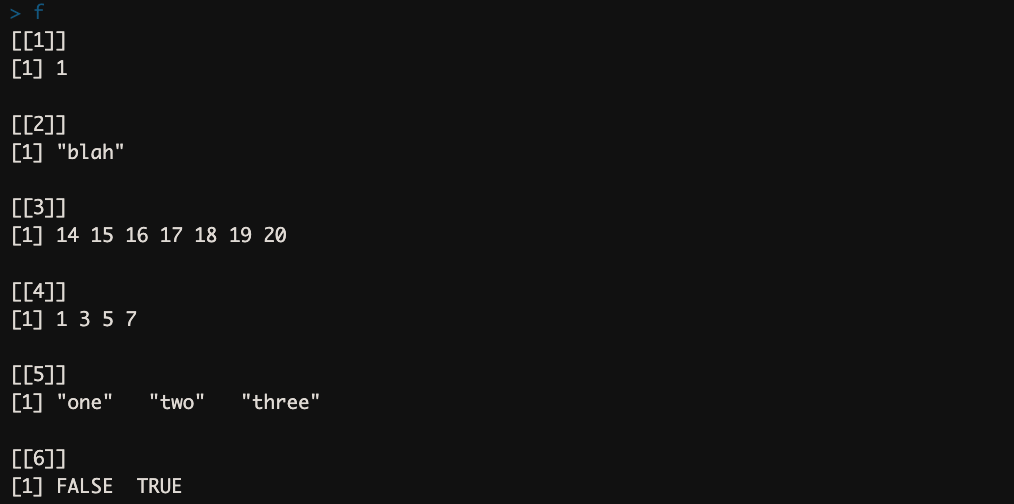 > f
[[1]]
[1] 1
[[2]]
[1] "blah"
[[3]]
[1] 14 15 16 17 18 19 20
[[4]]
[1] 1 3 5 7
[[5]]
[1] "one"   "two"   "three"
[[6]]
[1] FALSE  TRUE